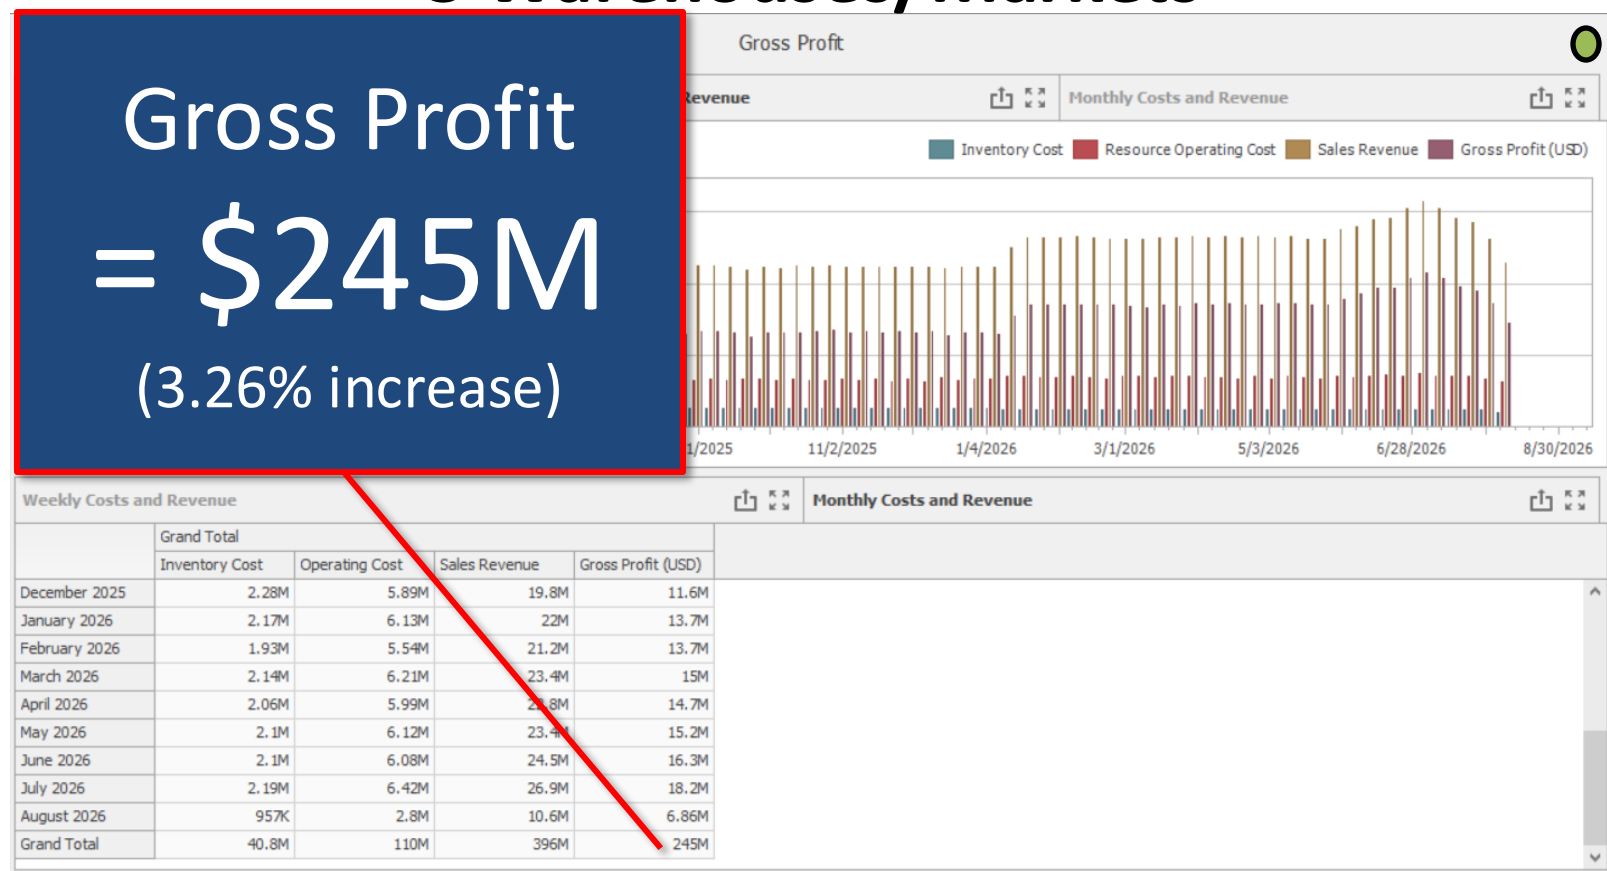 Gross Profit
Gross Profit
= $245M
(3.26% increase)
Revenue
Monthly Costs and Revenue
Inventory Cost Resource Operating Cost Sales Revenue Gross Profit (USD)
1/2025 11/2/2025 1/4/2026 3/1/2026 5/3/2026 6/28/2026 8/30/2026
Weekly Costs and Revenue Monthly Costs and Revenue
Grand Total
Inventory Cost Operating Cost Sales Revenue Gross Profit (USD)
December 2025 2.28M 5.89M 19.8M 11.6M
January 2026 2.17M 6.13M 22M 13.7M
February 2026 1.93M 5.54M 21.2M 13.7M
March 2026 2.14M 6.21M 23.4M 15M
April 2026 2.06M 5.99M 22.8M 14.7M
May 2026 2.1M 6.12M 23.4M 15.2M
June 2026 2.1M 6.08M 24.5M 16.3M
July 2026 2.19M 6.42M 26.9M 18.2M
August 2026 957K 2.8M 10.6M 6.86M
Grand Total 40.8M 110M 396M 245M